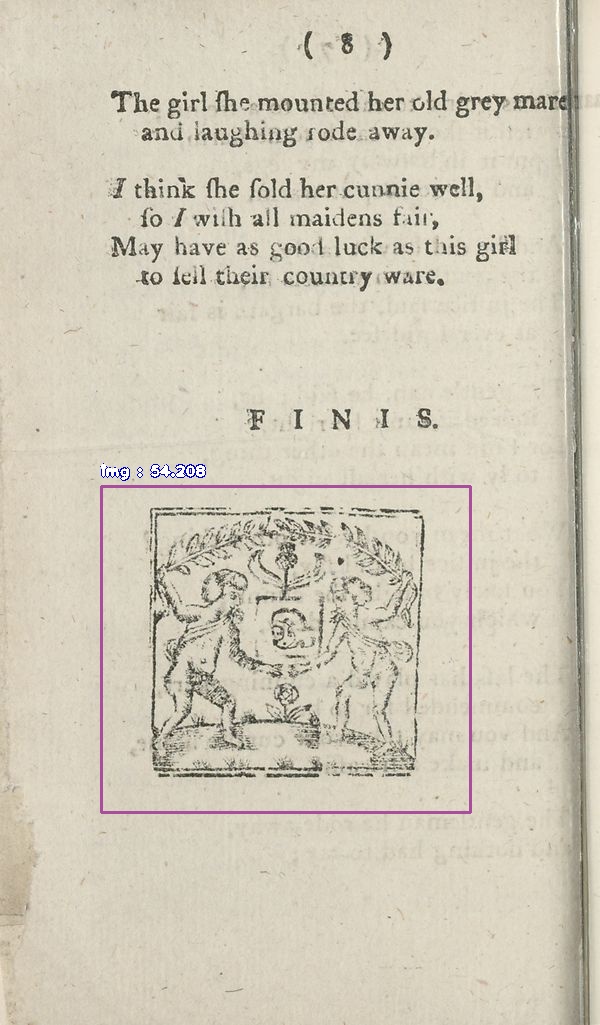 ( 8 )
The girl ſhe mounted her old grey mare
and laughing rode away.
I think ſhe ſold her cunnie well,
ſo I wiſh all maidens fair,
May have as good luck as this girl
to ſell their country ware.
F I N I S.
img : 54.208